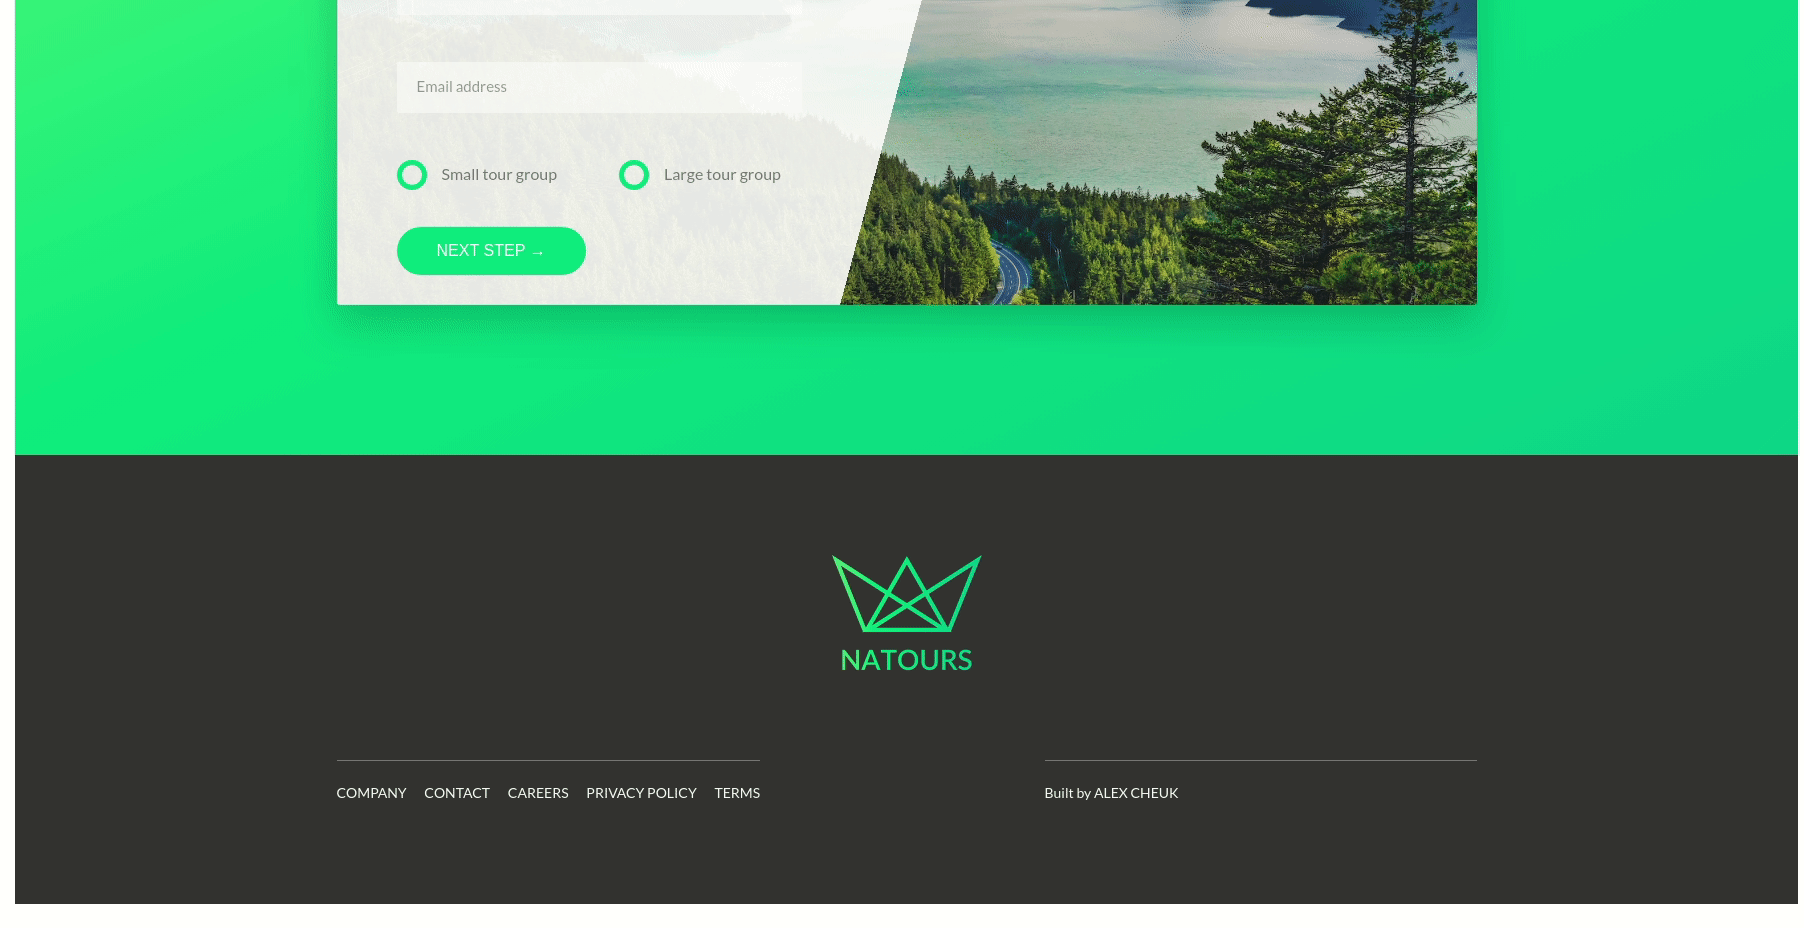 Email address
Small tour group
Large tour group
NEXT STEP →
NATOURS
COMPANY CONTACT CAREERS PRIVACY POLICY TERMS
Built by ALEX CHEUK